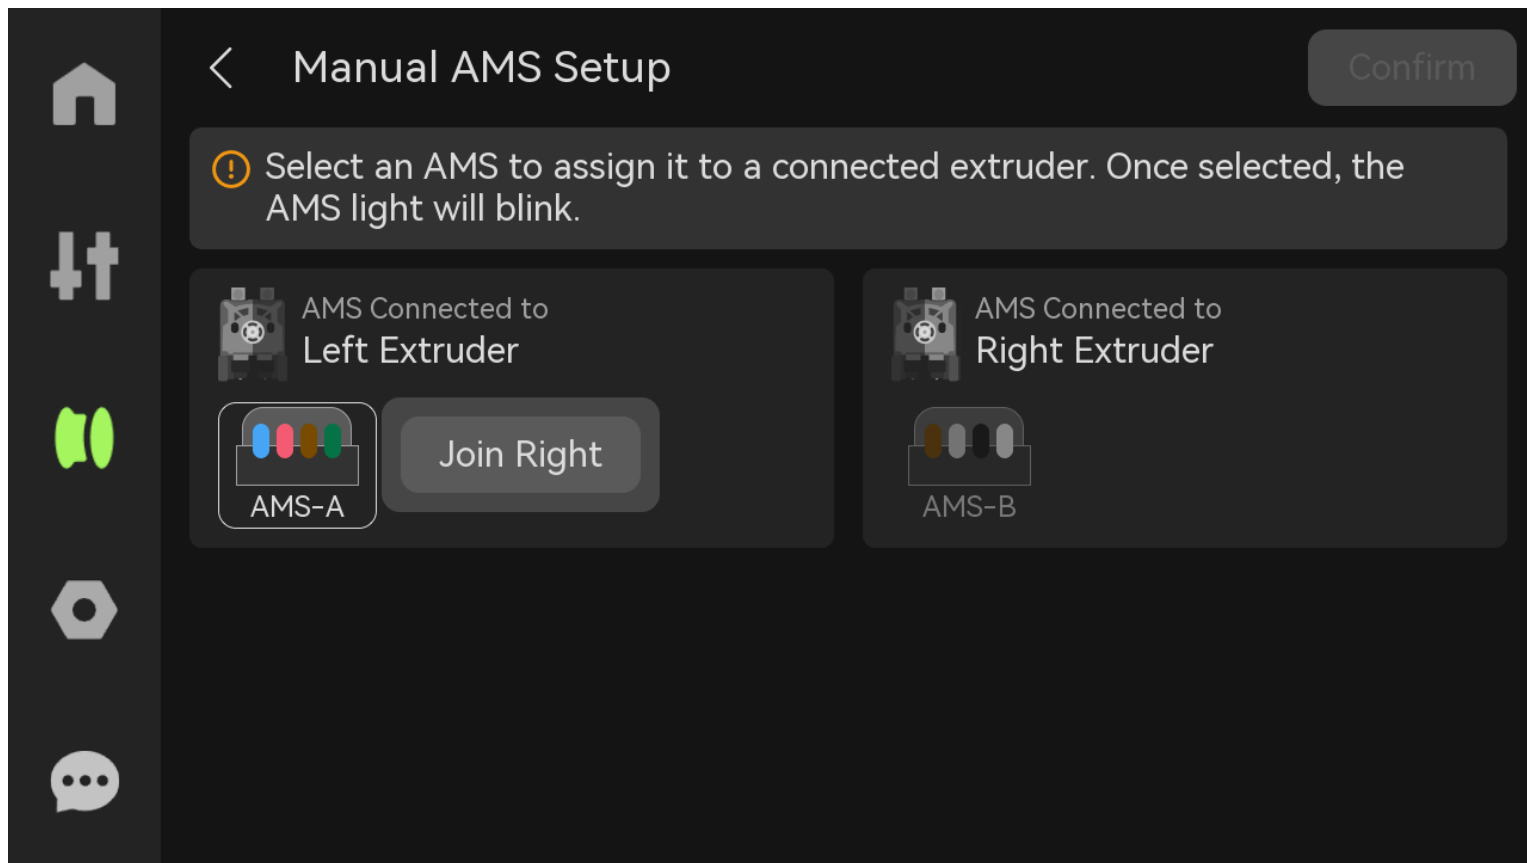 Manual AMS Setup
Confirm
Select an AMS to assign it to a connected extruder. Once selected, the
AMS light will blink.
AMS Connected to
Left Extruder
AMS-A
Join Right
AMS Connected to
Right Extruder
AMS-B